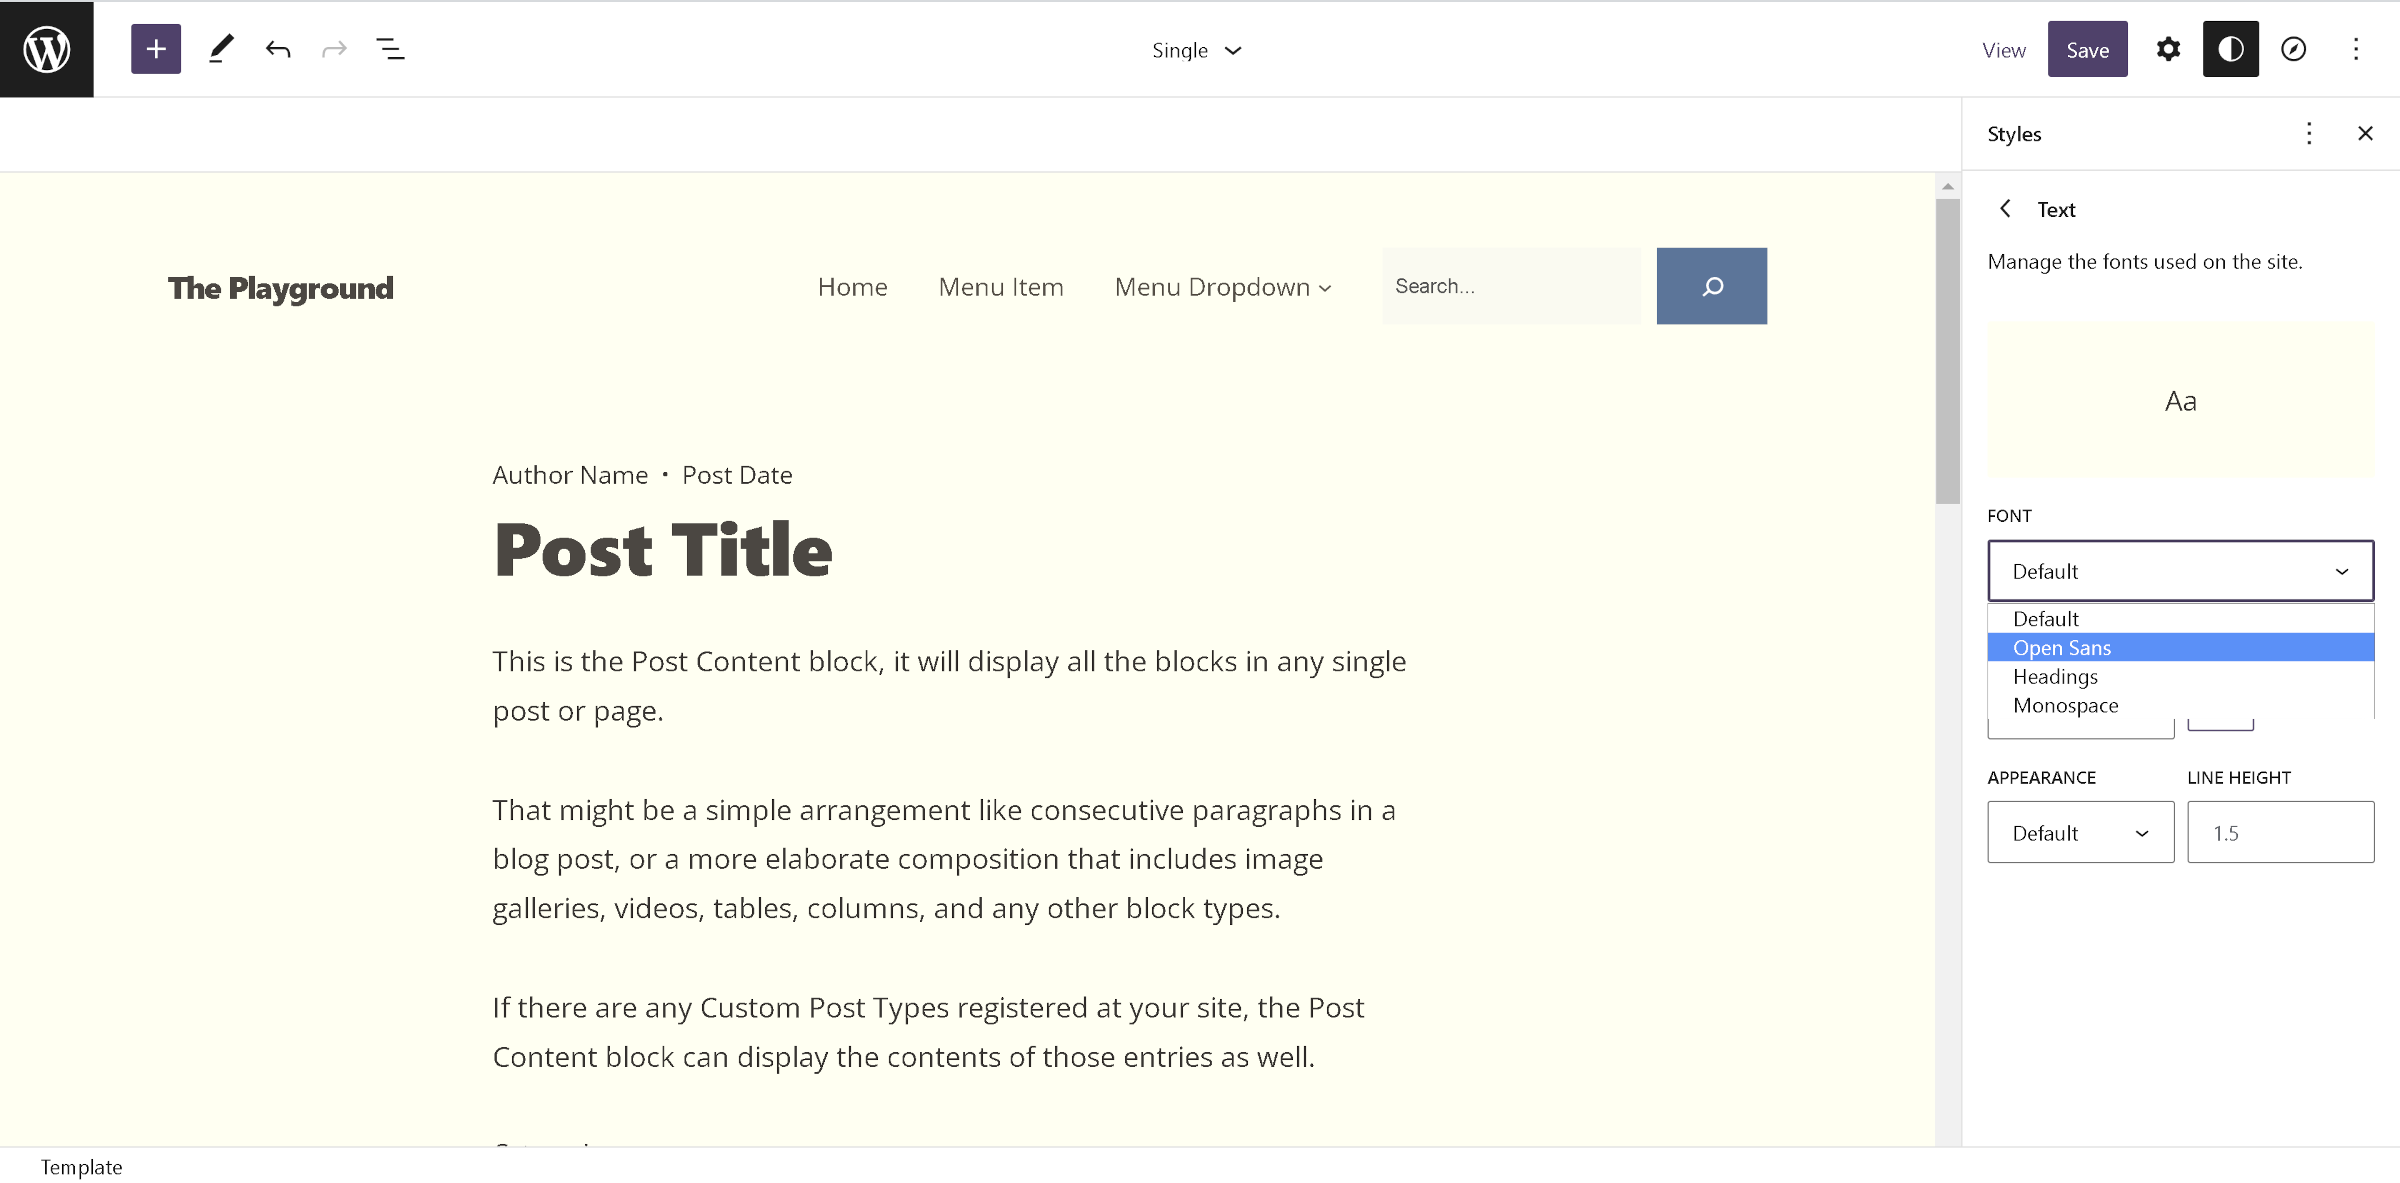 Single
View
Save
Styles
Text
Manage the fonts used on the site.
Aa
FONT
Default
Default
Open Sans
Headings
Monospace
APPEARANCE
LINE HEIGHT
Default
1.5
The Playground
Home
Menu Item
Menu Dropdown
Search...
Author Name · Post Date
Post Title
This is the Post Content block, it will display all the blocks in any single
post or page.
That might be a simple arrangement like consecutive paragraphs in a
blog post, or a more elaborate composition that includes image
galleries, videos, tables, columns, and any other block types.
If there are any Custom Post Types registered at your site, the Post
Content block can display the contents of those entries as well.
Template